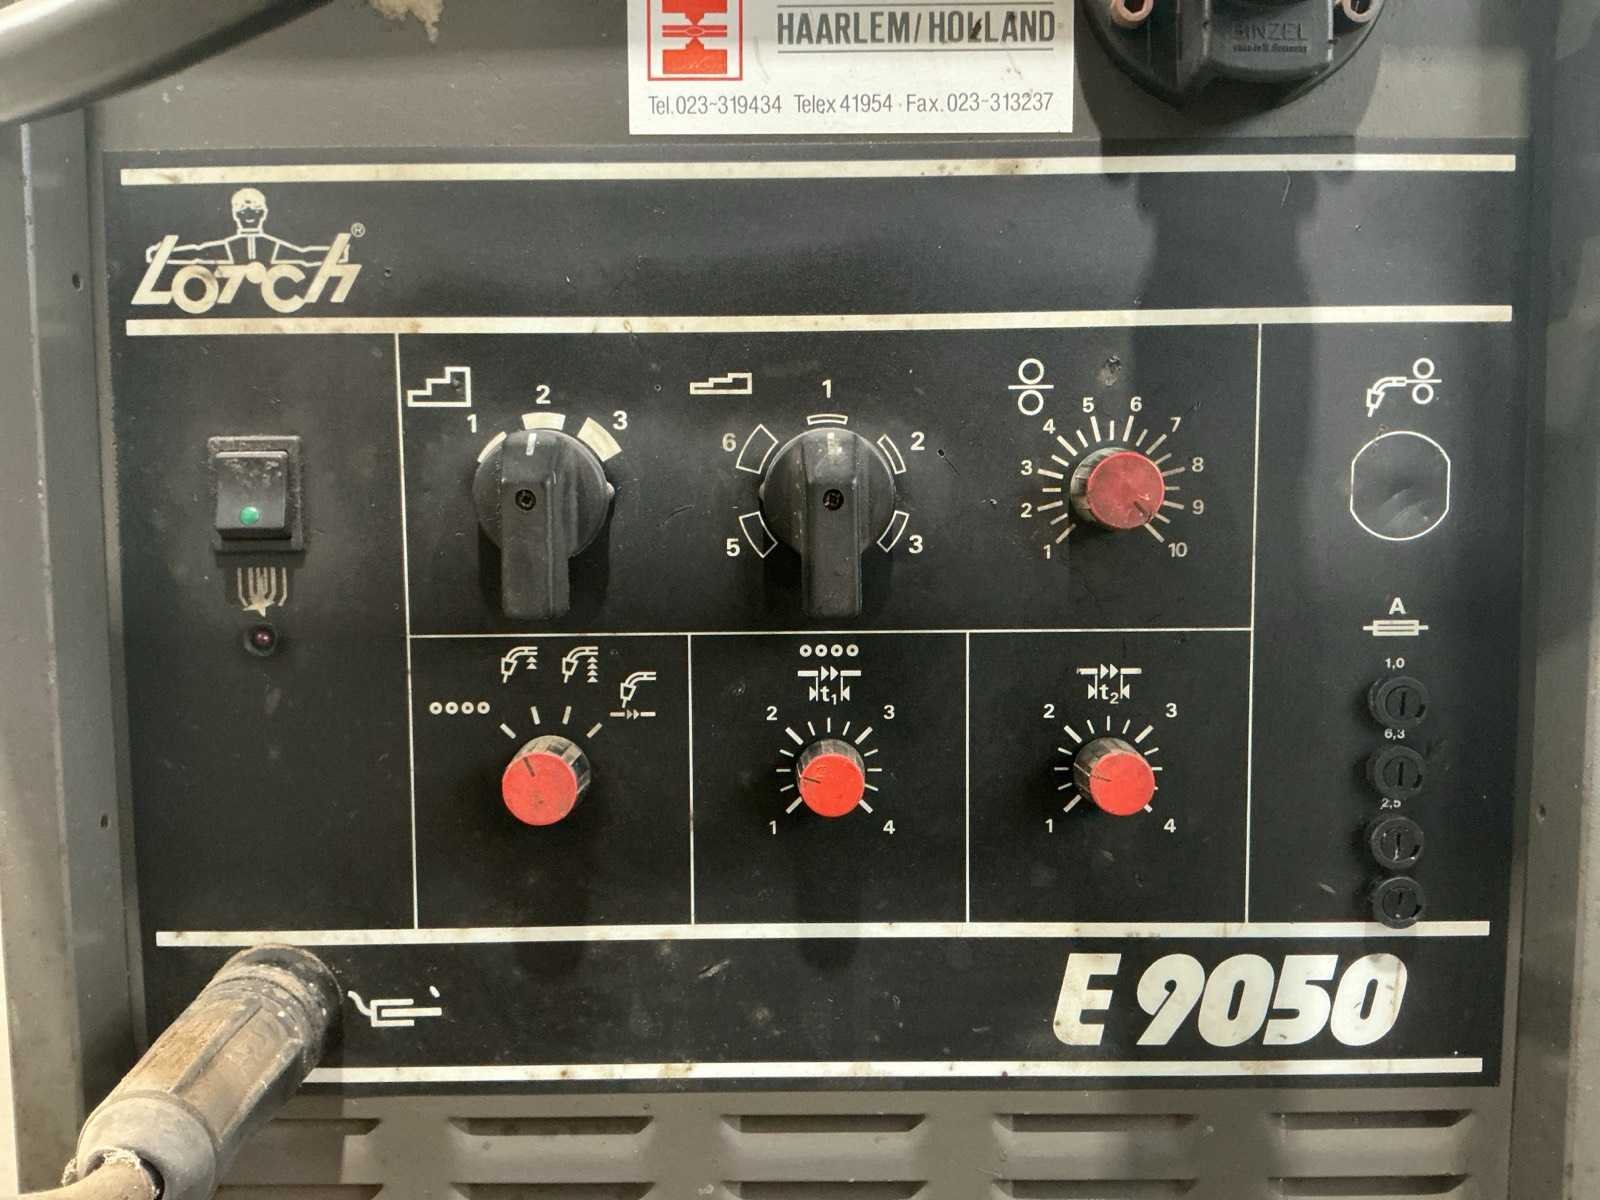 HAARLEM/HOLLAND
Tel.023-319434 Telex 41954 · Fax.023-313237
BINZEL
Lorch®
1 2 3
1 2 3 5 6
1 2 3 4 5 6 7 8 9 10
A
1,0
6,3
2,5
t1
1 2 3 4
t2
1 2 3 4
E 9050